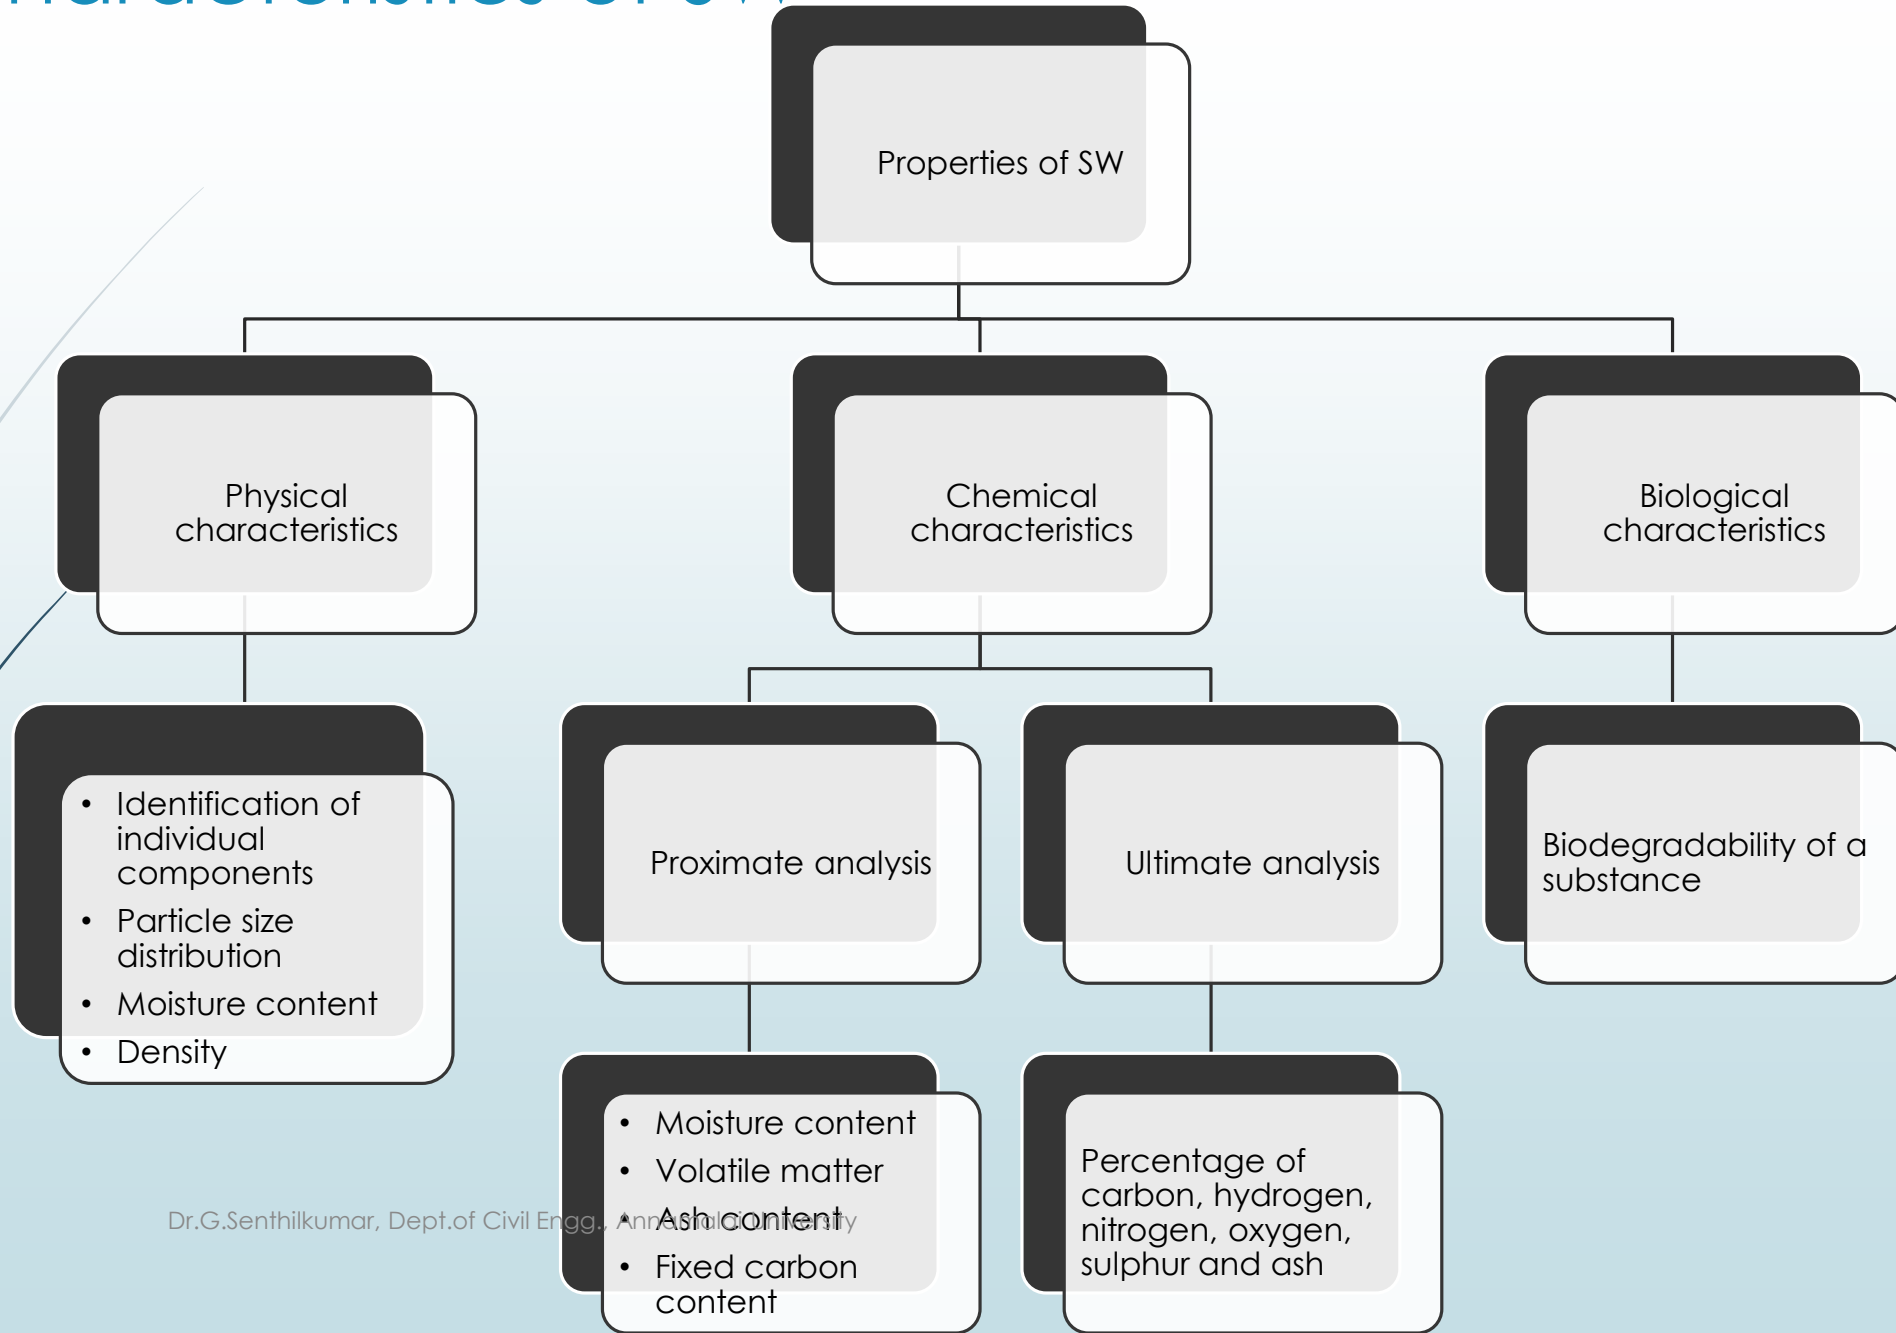 Properties of SW
Physical
characteristics
Chemical
characteristics
Biological
characteristics
• Identification of
individual
components
• Particle size
distribution
• Moisture content
• Density
Proximate analysis
Ultimate analysis
Biodegradability of a
substance
• Moisture content
• Volatile matter
• Ash content
• Fixed carbon
content
Percentage of
carbon, hydrogen,
nitrogen, oxygen,
sulphur and ash
Dr.G.Senthilkumar, Dept.of Civil Engg., Annamalai University